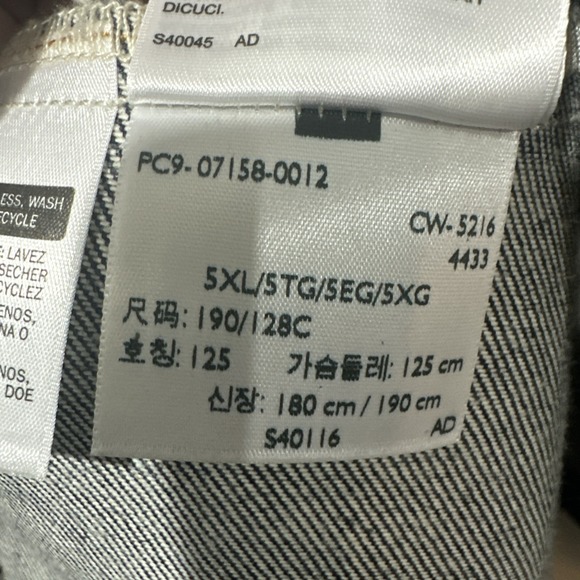 DICUCI.
S40045 AD
PC9-07158-0012
CW-5216
4433
5XL/5TG/5EG/5XG
尺码: 190/128C
호칭: 125 가슴둘레: 125 cm
신장: 180 cm / 190 cm
S40116 AD
ESS, WASH
ECYCLE
: LAVEZ
SECHER
CYCLEZ
ENOS,
NA O
NOS,
DOE